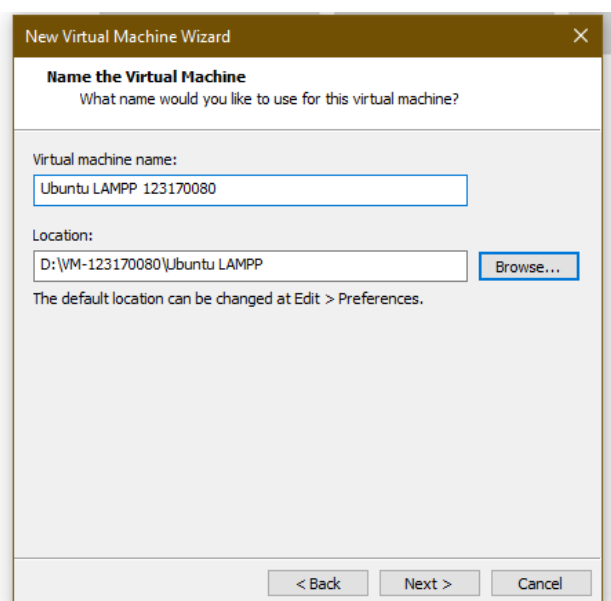 New Virtual Machine Wizard
Name the Virtual Machine
What name would you like to use for this virtual machine?
Virtual machine name:
Ubuntu LAMPP 123170080
Location:
D:\VM-123170080\Ubuntu LAMPP
Browse...
The default location can be changed at Edit > Preferences.
< Back Next > Cancel